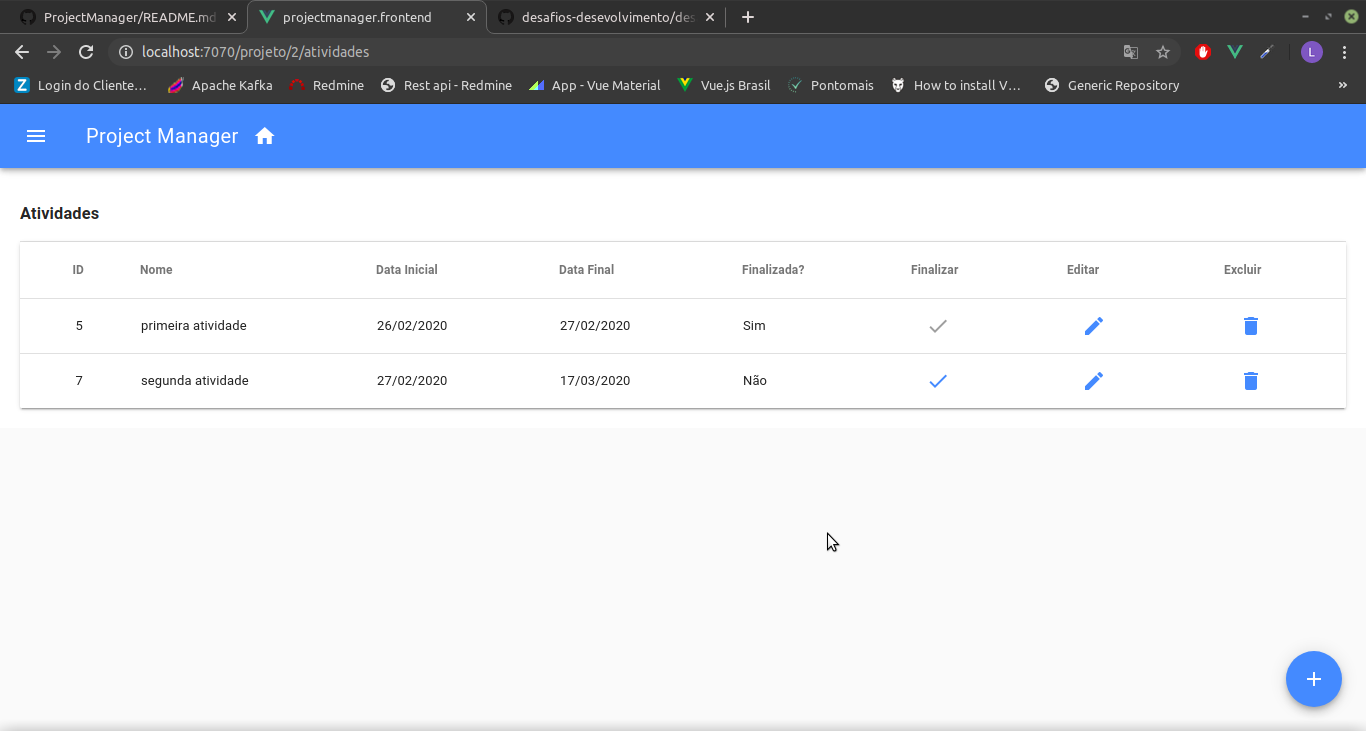 ProjectManager/README.md
projectmanager.frontend
desafios-desevolvimento/des
localhost:7070/projeto/2/atividades
L
Z Login do Cliente...
Apache Kafka
Redmine
Rest api - Redmine
App - Vue Material
Vue.js Brasil
Pontomais
How to install V...
Generic Repository
»
Project Manager
Atividades
ID Nome Data Inicial Data Final Finalizada? Finalizar Editar Excluir
5 primeira atividade 26/02/2020 27/02/2020 Sim
7 segunda atividade 27/02/2020 17/03/2020 Não